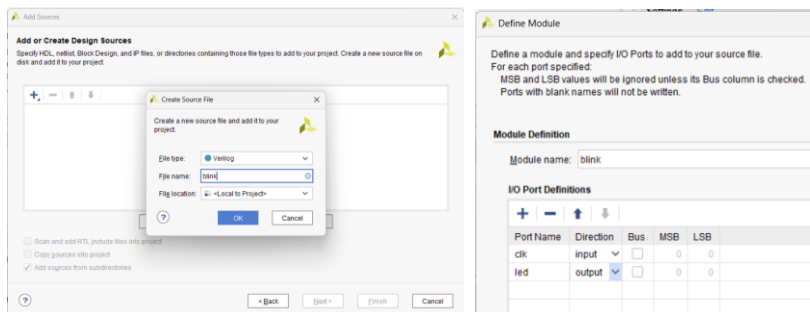 Add Sources
Add or Create Design Sources
Specify HDL, netlist, Block Design, and IP files, or directories containing those file types to add to your project. Create a new source file on
disk and add it to your project.
Create Source File
Create a new source file and add it to your
project.
File type: Verilog
File name: blink
File location: <Local to Project>
? OK Cancel
Scan and add RTL include files into project
Copy sources into project
Add sources from subdirectories
? < Back Next > Finish Cancel
Define Module
Define a module and specify I/O Ports to add to your source file.
For each port specified:
MSB and LSB values will be ignored unless its Bus column is checked.
Ports with blank names will not be written.
Module Definition
Module name: blink
I/O Port Definitions
Port Name Direction Bus MSB LSB
clk input 0 0
led output 0 0